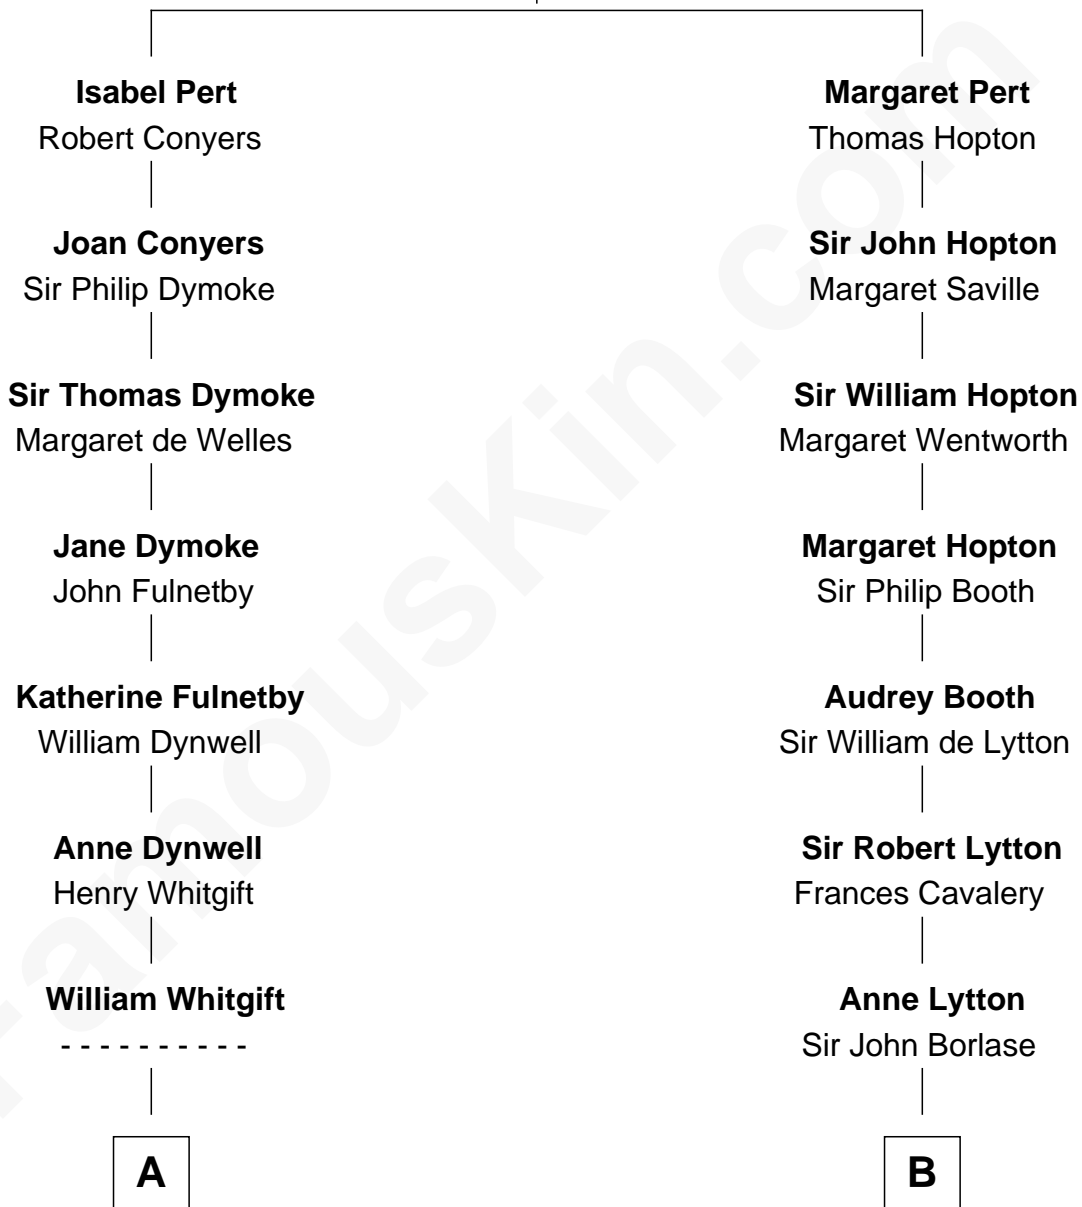 Isabel Pert
Robert Conyers
Joan Conyers
Sir Philip Dymoke
Sir Thomas Dymoke
Margaret de Welles
Jane Dymoke
John Fulnetby
Katherine Fulnetby
William Dynwell
Anne Dynwell
Henry Whitgift
William Whitgift
- - - - - - - - - -
A
Margaret Pert
Thomas Hopton
Sir John Hopton
Margaret Saville
Sir William Hopton
Margaret Wentworth
Margaret Hopton
Sir Philip Booth
Audrey Booth
Sir William de Lytton
Sir Robert Lytton
Frances Cavalery
Anne Lytton
Sir John Borlase
B
FamousKin.com